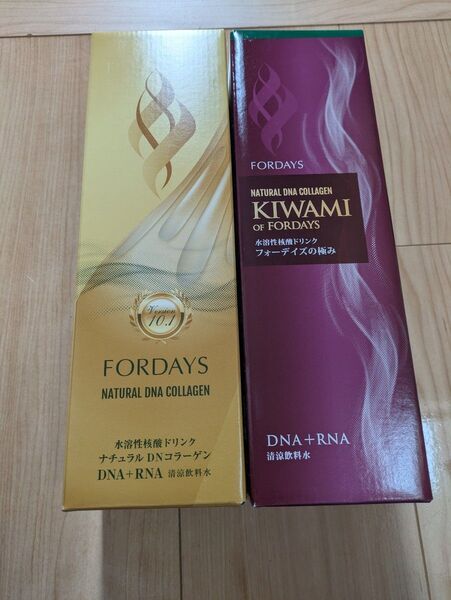 Version
10.1
FORDAYS
NATURAL DNA COLLAGEN
水溶性核酸ドリンク
ナチュラル DNコラーゲン
DNA+RNA 清涼飲料水
FORDAYS
NATURAL DNA COLLAGEN
KIWAMI
OF FORDAYS
水溶性核酸ドリンク
フォーデイズの極み
DNA+RNA
清涼飲料水